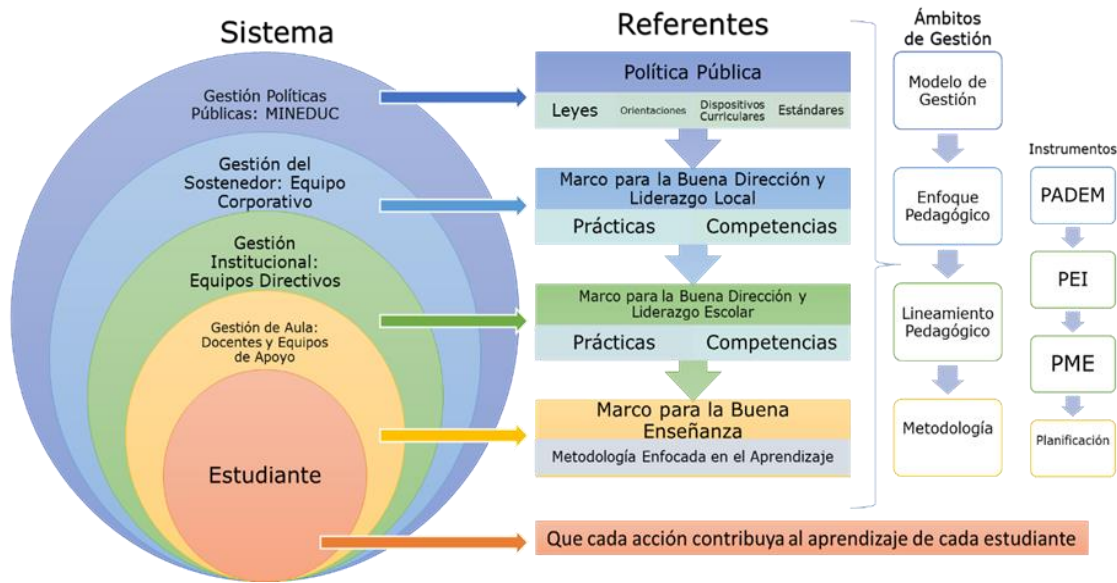 Sistema
Gestión Políticas
Públicas: MINEDUC
Gestión del
Sostenedor: Equipo
Corporativo
Gestión
Institucional:
Equipos Directivos
Gestión de Aula:
Docentes y Equipos
de Apoyo
Estudiante
Referentes
Política Pública
Leyes
Orientaciones
Dispositivos
Curriculares
Estándares
Marco para la Buena Dirección y
Liderazgo Local
Prácticas
Competencias
Marco para la Buena Dirección y
Liderazgo Escolar
Prácticas
Competencias
Marco para la Buena
Enseñanza
Metodología Enfocada en el Aprendizaje
Que cada acción contribuya al aprendizaje de cada estudiante
Ámbitos
de Gestión
Modelo de
Gestión
Enfoque
Pedagógico
Lineamiento
Pedagógico
Metodología
Instrumentos
PADEM
PEI
PME
Planificación